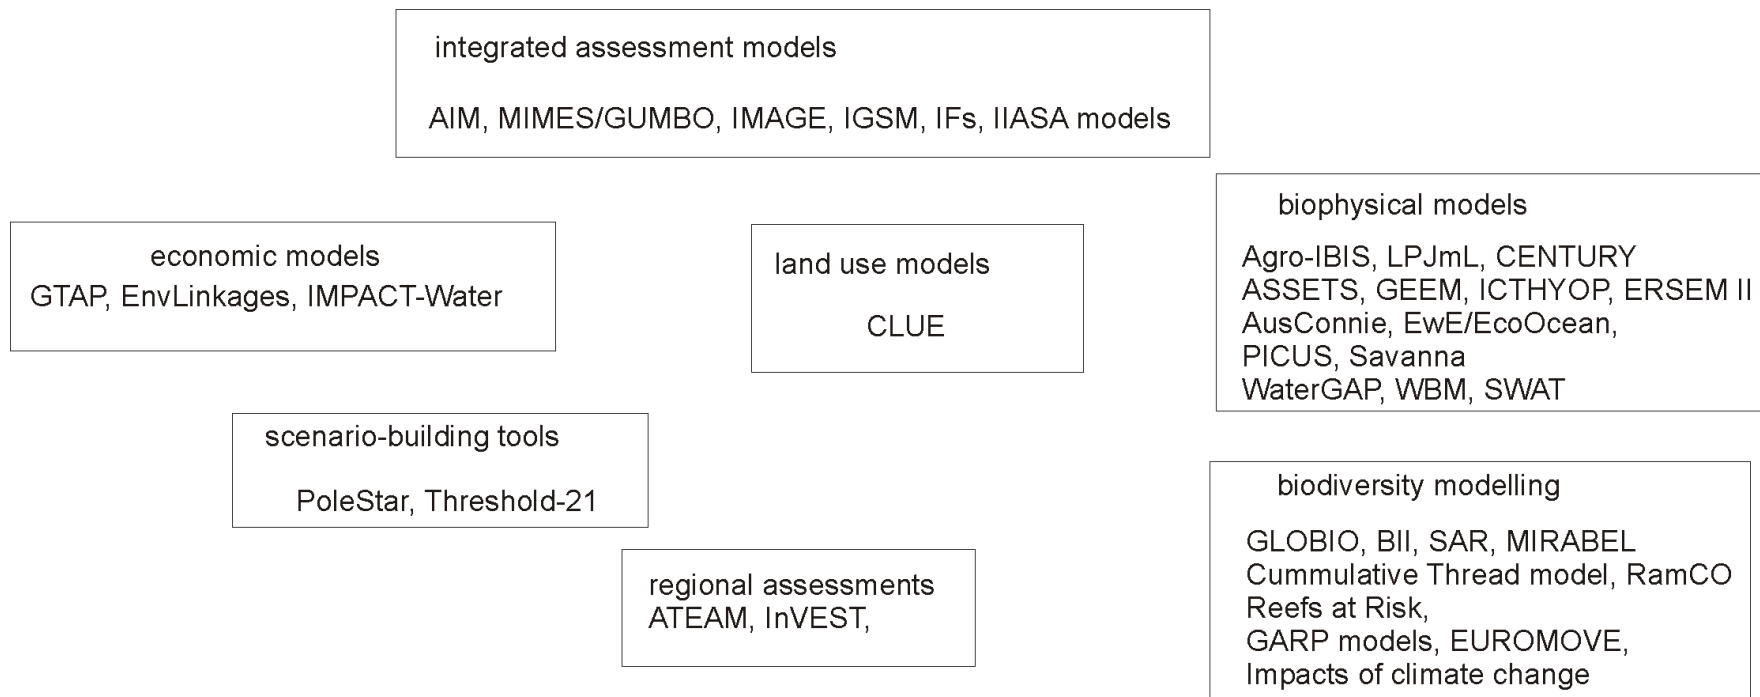 integrated assessment models
AIM, MIMES/GUMBO, IMAGE, IGSM, IFs, IIASA models
economic models
GTAP, EnvLinkages, IMPACT-Water
land use models
CLUE
biophysical models
Agro-IBIS, LPJmL, CENTURY
ASSETS, GEEM, ICTHYOP, ERSEM II
AusConnie, EwE/EcoOcean,
PICUS, Savanna
WaterGAP, WBM, SWAT
scenario-building tools
PoleStar, Threshold-21
regional assessments
ATEAM, InVEST,
biodiversity modelling
GLOBIO, BII, SAR, MIRABEL
Cummulative Thread model, RamCO
Reefs at Risk,
GARP models, EUROMOVE,
Impacts of climate change